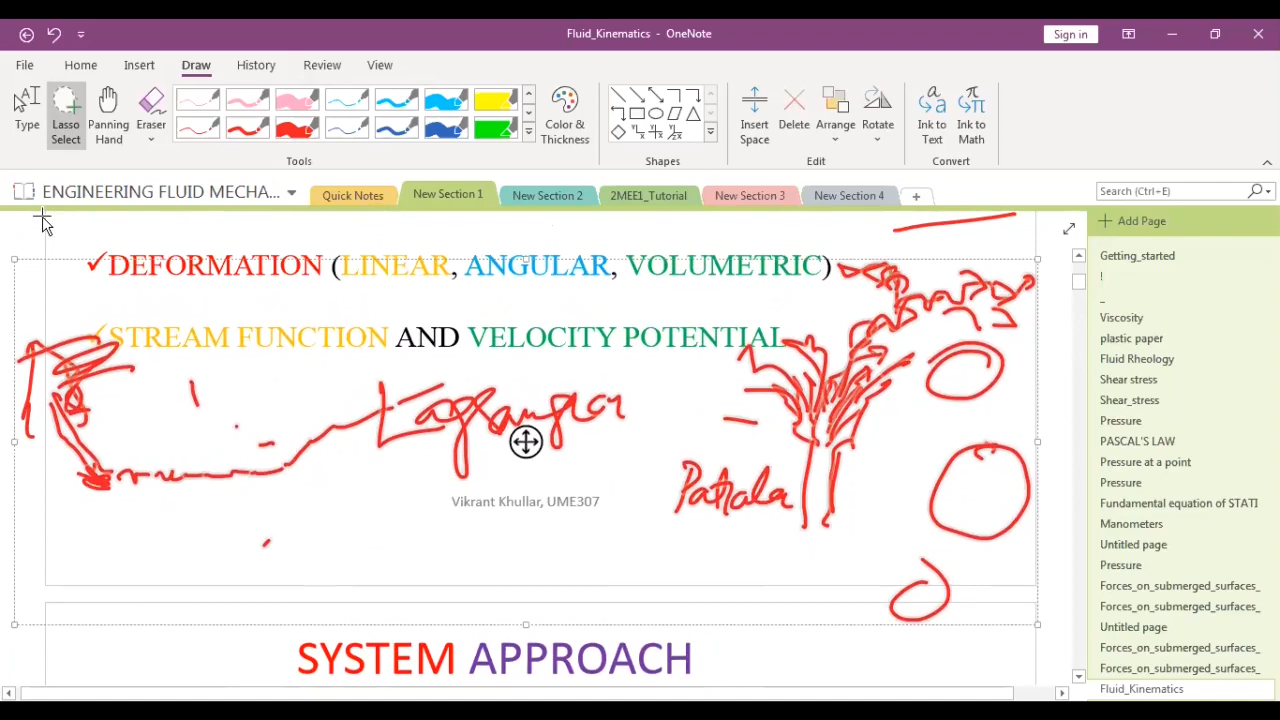 Fluid_Kinematics - OneNote
Sign in
File Home Insert Draw History Review View
Type
Lasso Select
Panning Hand
Eraser
Color & Thickness
Insert Space
Delete
Arrange
Rotate
Ink to Text
Ink to Math
Tools
Shapes
Edit
Convert
ENGINEERING FLUID MECHA...
Quick Notes
New Section 1
New Section 2
2MEE1_Tutorial
New Section 3
New Section 4
Search (Ctrl+E)
✓DEFORMATION (LINEAR, ANGULAR, VOLUMETRIC)
✓STREAM FUNCTION AND VELOCITY POTENTIAL
Patiala
Vikrant Khullar, UME307
SYSTEM APPROACH
Add Page
Getting_started
!
_
Viscosity
plastic paper
Fluid Rheology
Shear stress
Shear_stress
Pressure
PASCAL'S LAW
Pressure at a point
Pressure
Fundamental equation of STATI
Manometers
Untitled page
Pressure
Forces_on_submerged_surfaces_
Forces_on_submerged_surfaces_
Untitled page
Forces_on_submerged_surfaces_
Forces_on_submerged_surfaces_
Fluid_Kinematics